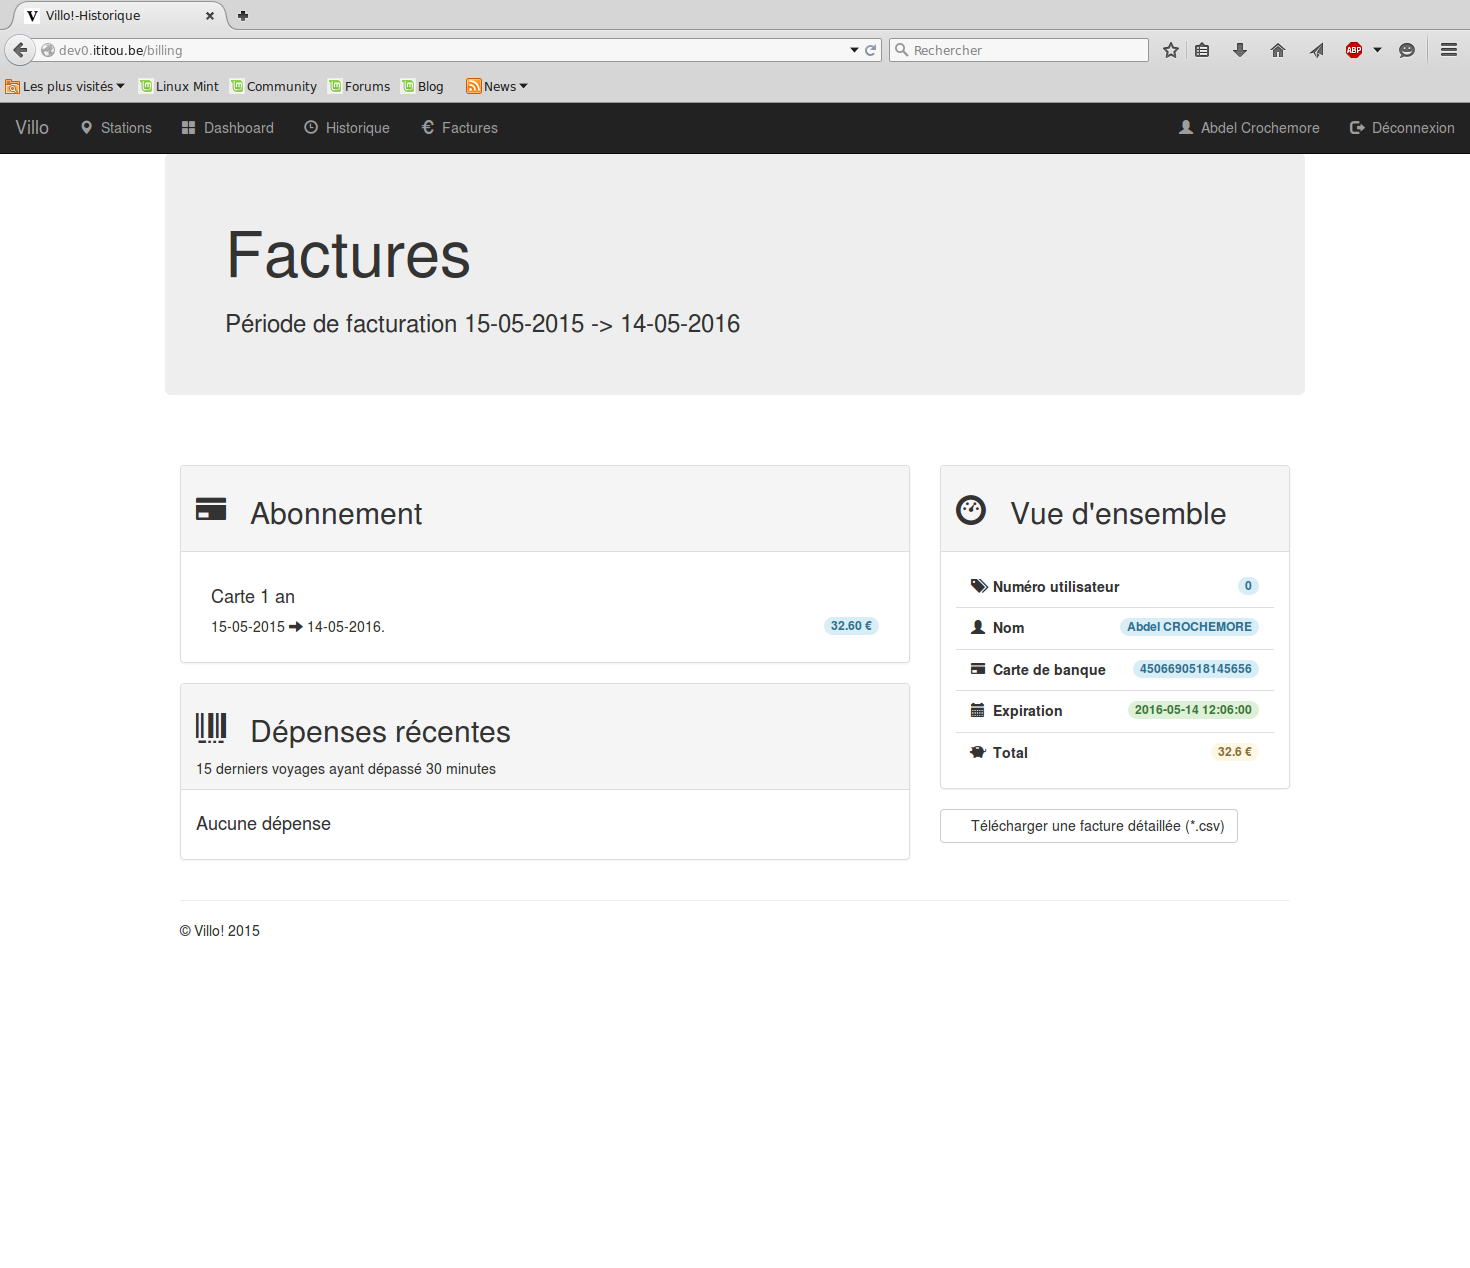 Villo!-Historique
dev0.ititou.be/billing
Rechercher
ABP
Les plus visités
Linux Mint
Community
Forums
Blog
News
Villo
Stations
Dashboard
Historique
€ Factures
Abdel Crochemore
Déconnexion
Factures
Période de facturation 15-05-2015 -> 14-05-2016
Abonnement
Carte 1 an
15-05-2015 ➔ 14-05-2016.
32.60 €
Dépenses récentes
15 derniers voyages ayant dépassé 30 minutes
Aucune dépense
Vue d'ensemble
Numéro utilisateur 0
Nom Abdel CROCHEMORE
Carte de banque 4506690518145656
Expiration 2016-05-14 12:06:00
Total 32.6 €
Télécharger une facture détaillée (*.csv)
© Villo! 2015